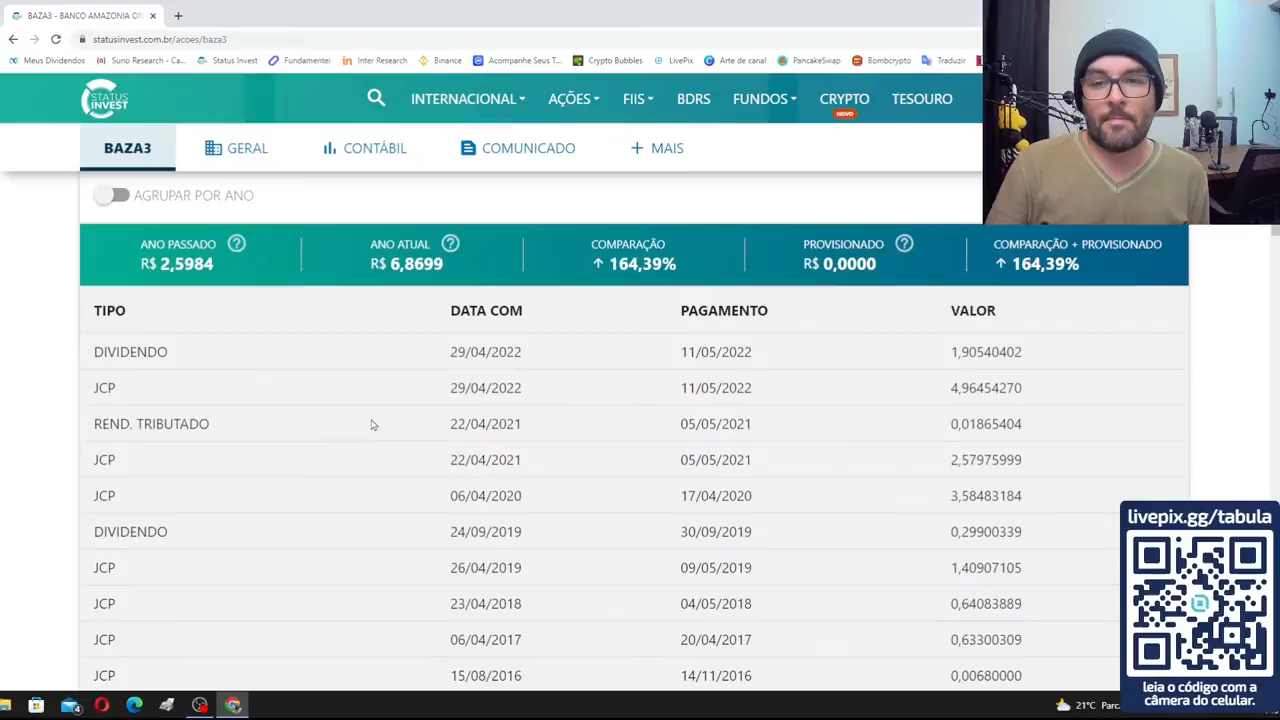 BAZA3 - BANCO AMAZONIA ON
statusinvest.com.br/acoes/baza3
Meus Dividendos Suno Research - Ca... Status Invest Fundamentei Inter Research Binance Acompanhe Seus T... Crypto Bubbles LivePix Arte de canal PancakeSwap Bombcrypto Traduzir
STATUS INVEST INTERNACIONAL AÇÕES FIIS BDRS FUNDOS CRYPTO TESOURO
NOVO
BAZA3 GERAL CONTÁBIL COMUNICADO + MAIS
AGRUPAR POR ANO
ANO PASSADO ANO ATUAL COMPARAÇÃO PROVISIONADO COMPARAÇÃO + PROVISIONADO
R$ 2,5984 R$ 6,8699 164,39% R$ 0,0000 164,39%
TIPO DATA COM PAGAMENTO VALOR
DIVIDENDO 29/04/2022 11/05/2022 1,90540402
JCP 29/04/2022 11/05/2022 4,96454270
REND. TRIBUTADO 22/04/2021 05/05/2021 0,01865404
JCP 22/04/2021 05/05/2021 2,57975999
JCP 06/04/2020 17/04/2020 3,58483184
DIVIDENDO 24/09/2019 30/09/2019 0,29900339
JCP 26/04/2019 09/05/2019 1,40907105
JCP 23/04/2018 04/05/2018 0,64083889
JCP 06/04/2017 20/04/2017 0,63300309
JCP 15/08/2016 14/11/2016 0,00680000
livepix.gg/tabula
leia o código com a
câmera do celular.
21°C Parc.